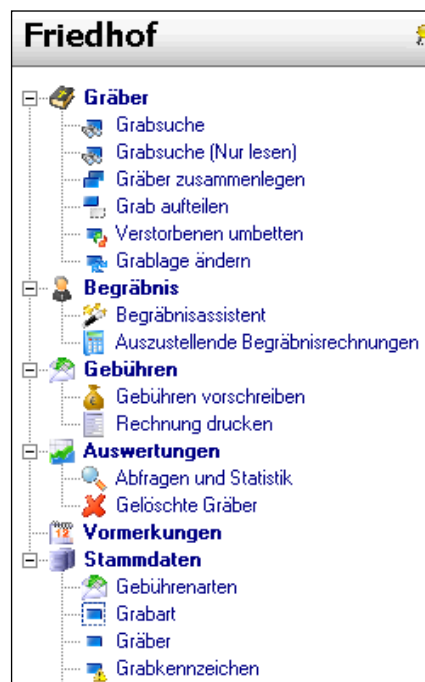 Friedhof
Gräber
Grabsuche
Grabsuche (Nur lesen)
Gräber zusammenlegen
Grab aufteilen
Verstorbenen umbetten
Grablage ändern
Begräbnis
Begräbnisassistent
Auszustellende Begräbnisrechnungen
Gebühren
Gebühren vorschreiben
Rechnung drucken
Auswertungen
Abfragen und Statistik
Gelöschte Gräber
12 Vormerkungen
Stammdaten
Gebührenarten
Grabart
Gräber
Grabkennzeichen